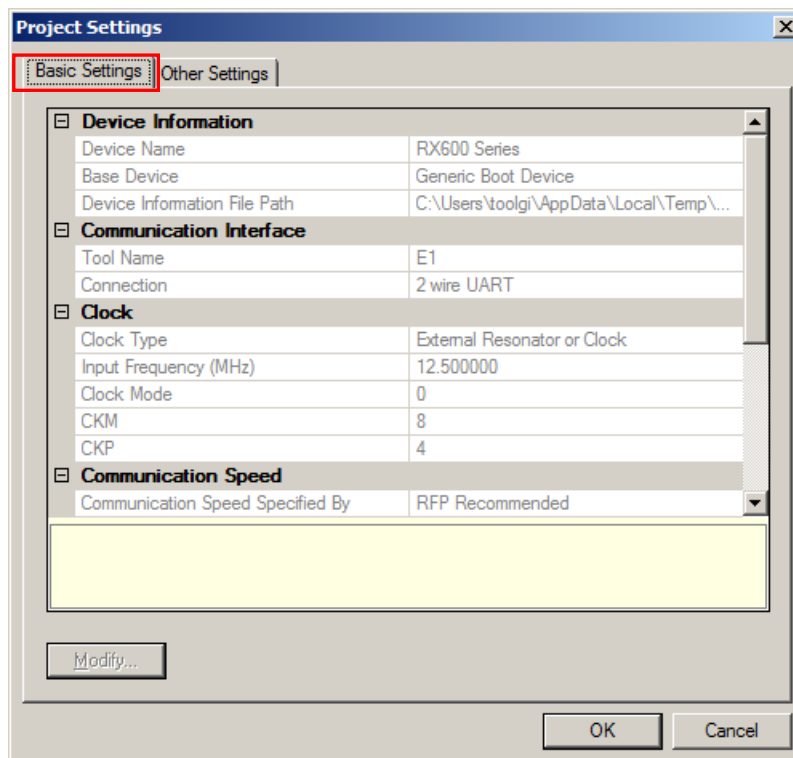 Project Settings
Basic Settings Other Settings
Device Information
Device Name RX600 Series
Base Device Generic Boot Device
Device Information File Path C:\Users\toolgi\AppData\Local\Temp\...
Communication Interface
Tool Name E1
Connection 2 wire UART
Clock
Clock Type External Resonator or Clock
Input Frequency (MHz) 12.500000
Clock Mode 0
CKM 8
CKP 4
Communication Speed
Communication Speed Specified By RFP Recommended
Modify...
OK Cancel